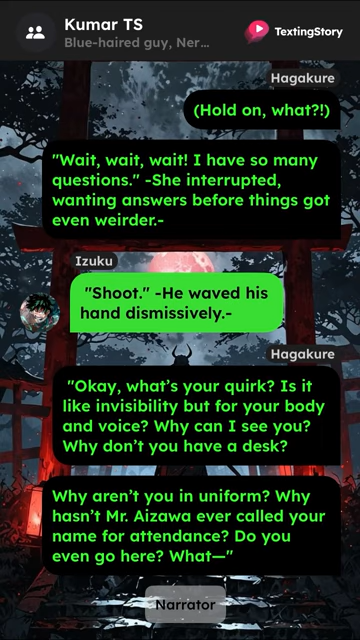 Kumar TS
Blue-haired guy, Ner...
TextingStory
Hagakure
(Hold on, what?!)
"Wait, wait, wait! I have so many
questions." -She interrupted,
wanting answers before things got
even weirder.-
Izuku
"Shoot." -He waved his
hand dismissively.-
Hagakure
"Okay, what's your quirk? Is it
like invisibility but for your body
and voice? Why can I see you?
Why don't you have a desk?
Why aren't you in uniform? Why
hasn't Mr. Aizawa ever called your
name for attendance? Do you
even go here? What—"
Narrator